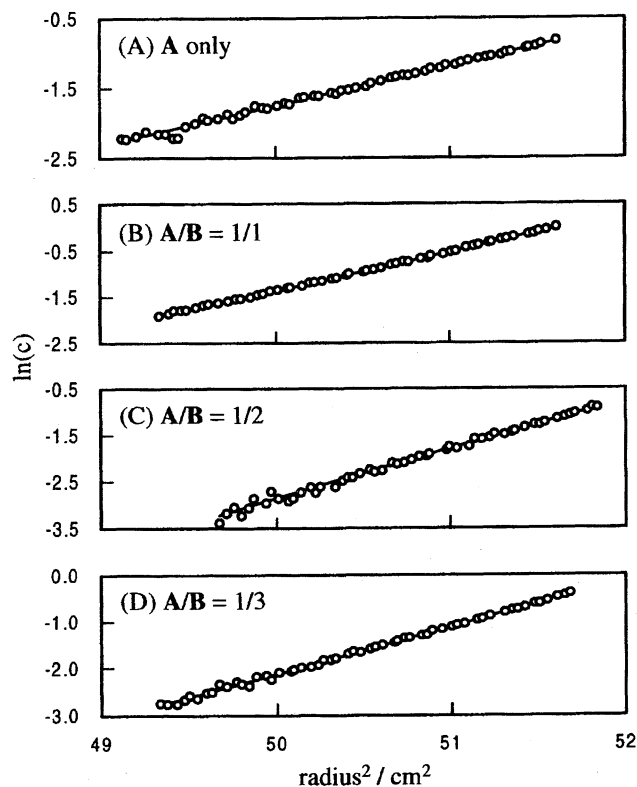 -0.5
(A) A only
-1.5
-2.5
0.5
(B) A/B = 1/1
-0.5
-1.5
-2.5
ln(c)
-0.5
(C) A/B = 1/2
-1.5
-2.5
-3.5
0.0
(D) A/B = 1/3
-1.0
-2.0
-3.0
49 50 51 52
radius² / cm²